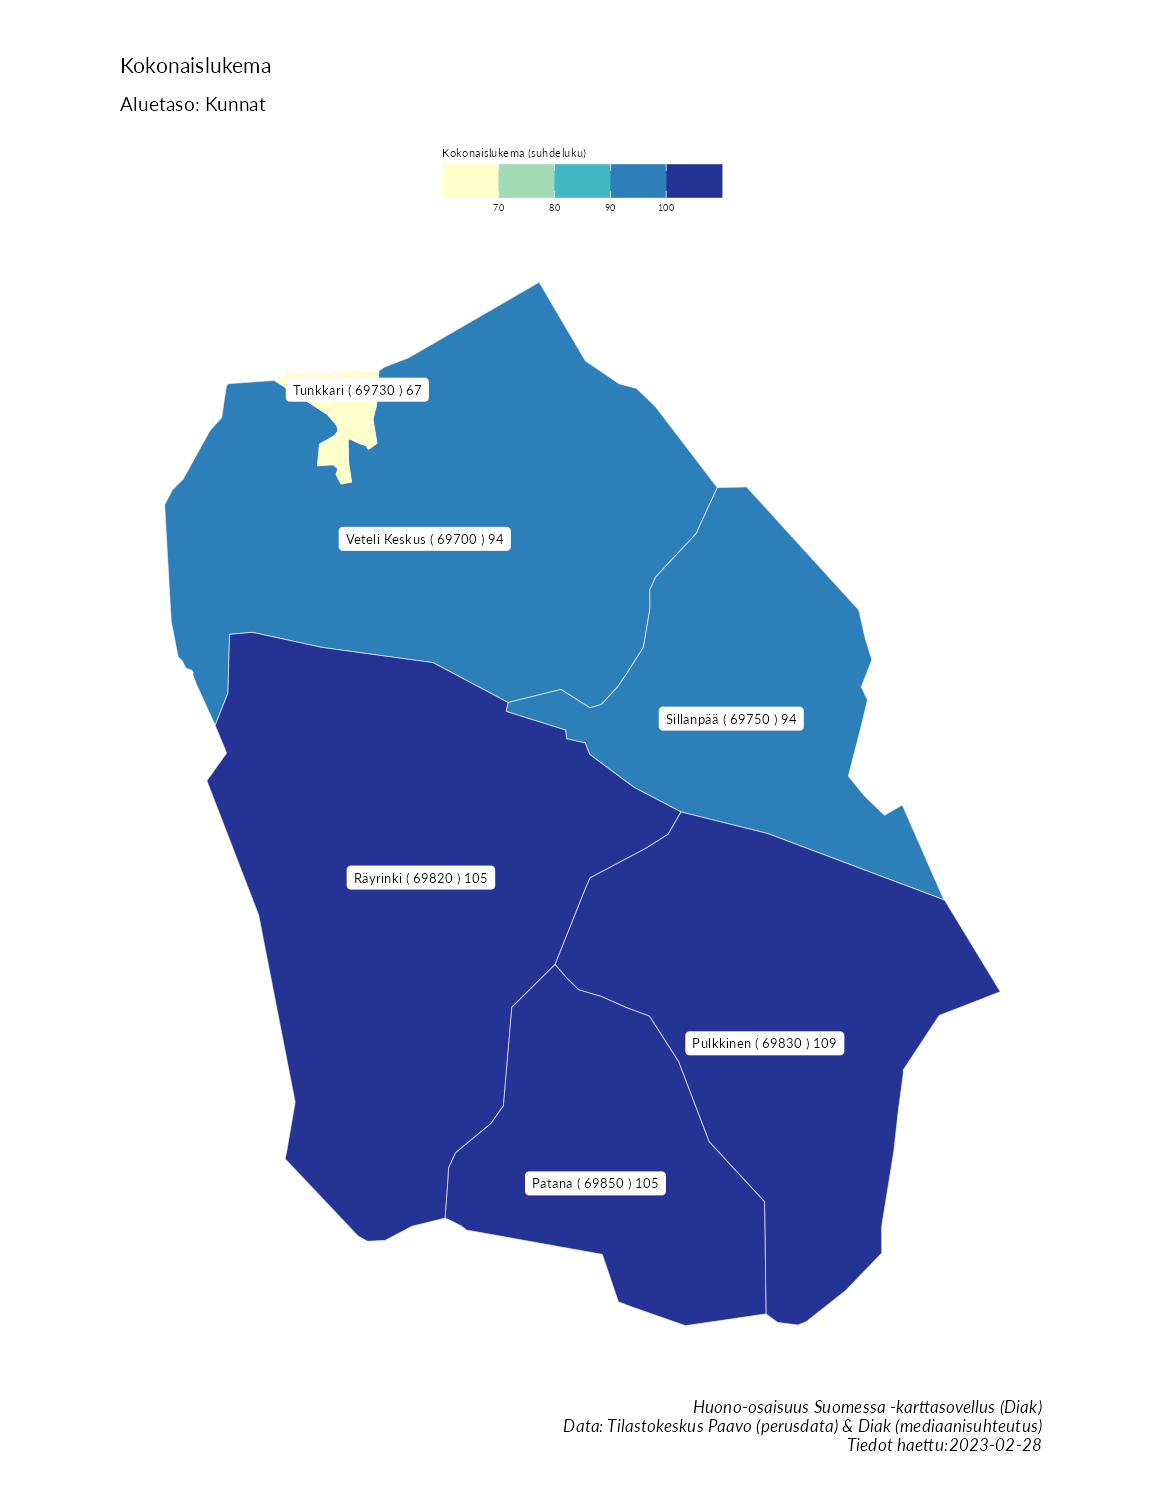 Kokonaislukema
Aluetaso: Kunnat
Kokonaislukema (suhdeluku)
70 80 90 100
Tunkkari ( 69730 ) 67
Veteli Keskus ( 69700 ) 94
Sillanpää ( 69750 ) 94
Räyrinki ( 69820 ) 105
Pulkkinen ( 69830 ) 109
Patana ( 69850 ) 105
Huono-osaisuus Suomessa -karttasovellus (Diak)
Data: Tilastokeskus Paavo (perusdata) & Diak (mediaanisuhteutus)
Tiedot haettu:2023-02-28